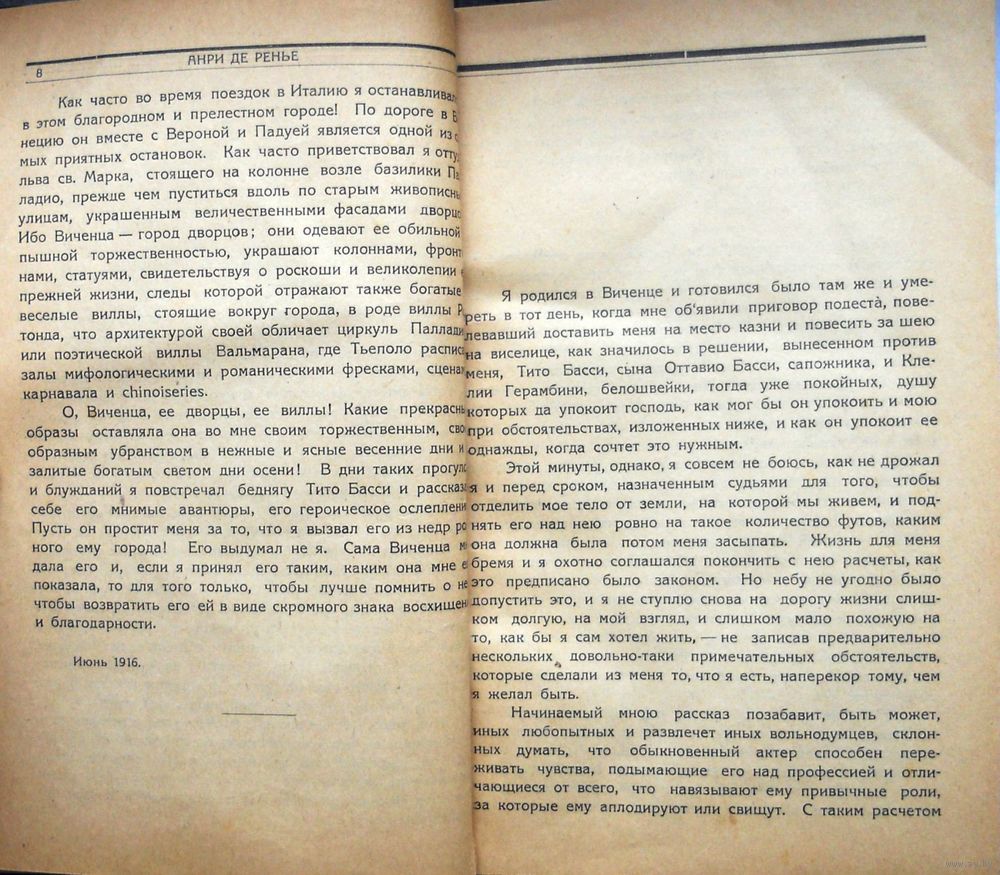 8
АНРИ ДЕ РЕНЬЕ
Как часто во время поездок в Италию я останавливал
в этом благородном и прелестном городе! По дороге в
нецию он вместе с Вероной и Падуей является одной из
мых приятных остановок. Как часто приветствовал я
льва св. Марка, стоящего на колонне возле базилики
ладио, прежде чем пуститься вдоль по старым живописн
улицам, украшенным величественными фасадами дворцо
Ибо Виченца — город дворцов; они одевают ее обильной
пышной торжественностью, украшают колоннами, фронт
нами, статуями, свидетельствуя о роскоши и великолепии
прежней жизни, следы которой отражают также богатые
веселые виллы, стоящие вокруг города, в роде виллы
тонда, что архитектурой своей обличает циркуль Паллади
или поэтической виллы Вальмарана, где Тьеполо расписа
залы мифологическими и романическими фресками, сценам
карнавала и chinoiseries.
О, Виченца, ее дворцы, ее виллы! Какие прекрасн
образы оставляла она во мне своим торжественным, сво
образным убранством в нежные и ясные весенние дни и
залитые богатым светом дни осени! В дни таких прогуло
и блужданий я повстречал беднягу Тито Басси и рассказа
себе его мнимые авантюры, его героическое ослеплени
Пусть он простит меня за то, что я вызвал его из недр ро
ного ему города! Его выдумал не я. Сама Виченца
дала его и, если я принял его таким, каким она мне е
показала, то для того только, чтобы лучше помнить о не
чтобы возвратить его ей в виде скромного знака восхищен
и благодарности.
Июнь 1916.
Я родился в Виченце и готовился было там же и уме-
реть в тот день, когда мне об'явили приговор подестà, пове-
левавший доставить меня на место казни и повесить за шею
на виселице, как значилось в решении, вынесенном против
меня, Тито Басси, сына Оттавио Басси, сапожника, и Кле-
лии Герамбини, белошвейки, тогда уже покойных, душу
которых да упокоит господь, как мог бы он упокоить и мою
при обстоятельствах, изложенных ниже, и как он упокоит ее
однажды, когда сочтет это нужным.
Этой минуты, однако, я совсем не боюсь, как не дрожал
я и перед сроком, назначенным судьями для того, чтобы
отделить мое тело от земли, на которой мы живем, и под-
нять его над нею ровно на такое количество футов, каким
она должна была потом меня засыпать. Жизнь для меня
бремя и я охотно соглашался покончить с нею расчеты, как
это предписано было законом. Но небу не угодно было
допустить это, и я не ступлю снова на дорогу жизни слиш-
ком долгую, на мой взгляд, и слишком мало похожую на
то, как бы я сам хотел жить, — не записав предварительно
нескольких довольно-таки примечательных обстоятельств,
которые сделали из меня то, что я есть, наперекор тому, чем
я желал быть.
Начинаемый мною рассказ позабавит, быть может,
иных любопытных и развлечет иных вольнодумцев, склон-
ных думать, что обыкновенный актер способен пере-
живать чувства, подымающие его над профессией и отли-
чающиеся от всего, что навязывают ему привычные роли,
за которые ему аплодируют или свищут. С таким расчетом